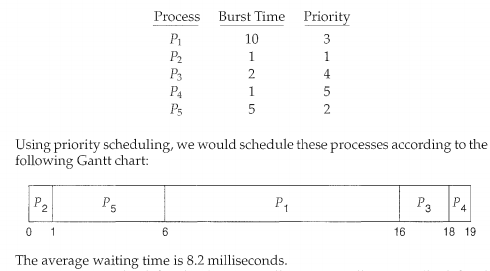 Process Burst Time Priority
P1 10 3
P2 1 1
P3 2 4
P4 1 5
P5 5 2
Using priority scheduling, we would schedule these processes according to the
following Gantt chart:
P2 P5 P1 P3 P4
0 1 6 16 18 19
The average waiting time is 8.2 milliseconds.